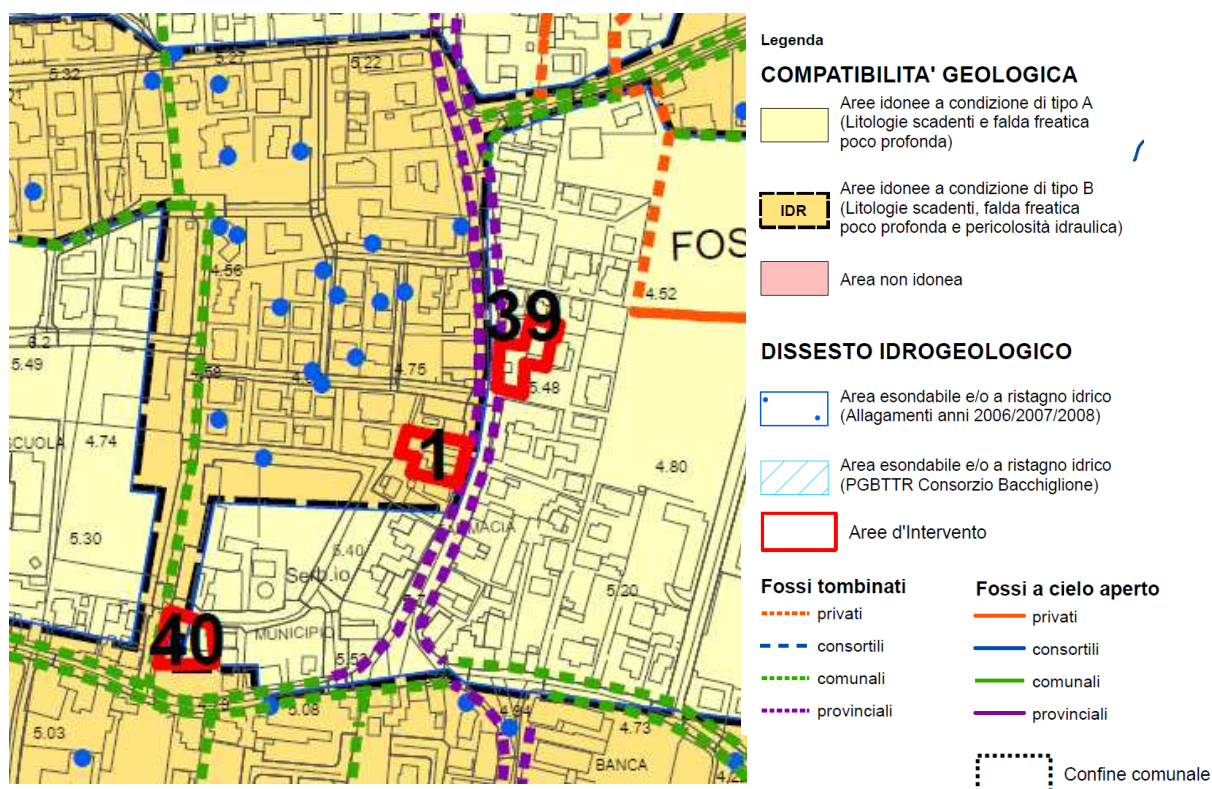 5.27
5.32
5.22
FOS
4.56
4.52
39
6.2
5.49
4.58
4.75
5.48
SCUOLA
4.74
1
4.80
5.30
FARMACIA
5.40
Serb.io
5.20
40
MUNICIPIO
5.53
5.08
4.94
5.03
4.73
BANCA
Legenda
COMPATIBILITA' GEOLOGICA
Aree idonee a condizione di tipo A
(Litologie scadenti e falda freatica
poco profonda)
IDR
Aree idonee a condizione di tipo B
(Litologie scadenti, falda freatica
poco profonda e pericolosità idraulica)
Area non idonea
DISSESTO IDROGEOLOGICO
Area esondabile e/o a ristagno idrico
(Allagamenti anni 2006/2007/2008)
Area esondabile e/o a ristagno idrico
(PGBTTR Consorzio Bacchiglione)
Aree d'Intervento
Fossi tombinati
privati
consortili
comunali
provinciali
Fossi a cielo aperto
privati
consortili
comunali
provinciali
Confine comunale